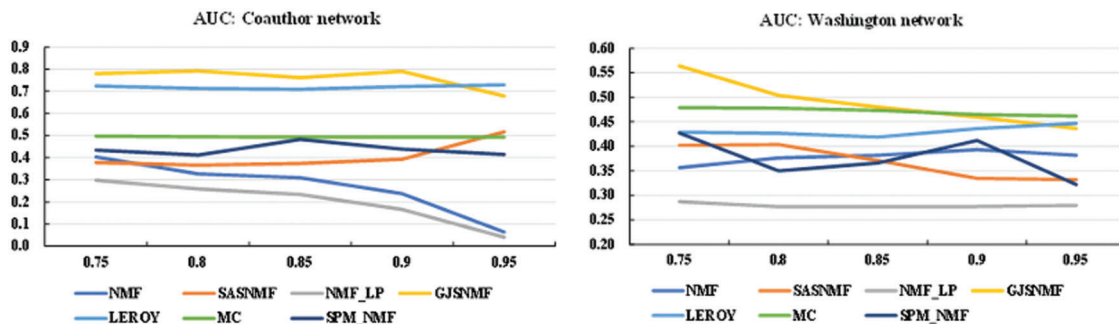 AUC: Coauthor network
0.9
0.8
0.7
0.6
0.5
0.4
0.3
0.2
0.1
0.0
0.75 0.8 0.85 0.9 0.95
NMF SASNMF NMF_LP GJSNMF
LEROY MC SPM_NMF
AUC: Washington network
0.60
0.55
0.50
0.45
0.40
0.35
0.30
0.25
0.20
0.75 0.8 0.85 0.9 0.95
NMF SASNMF NMF_LP GJSNMF
LEROY MC SPM_NMF